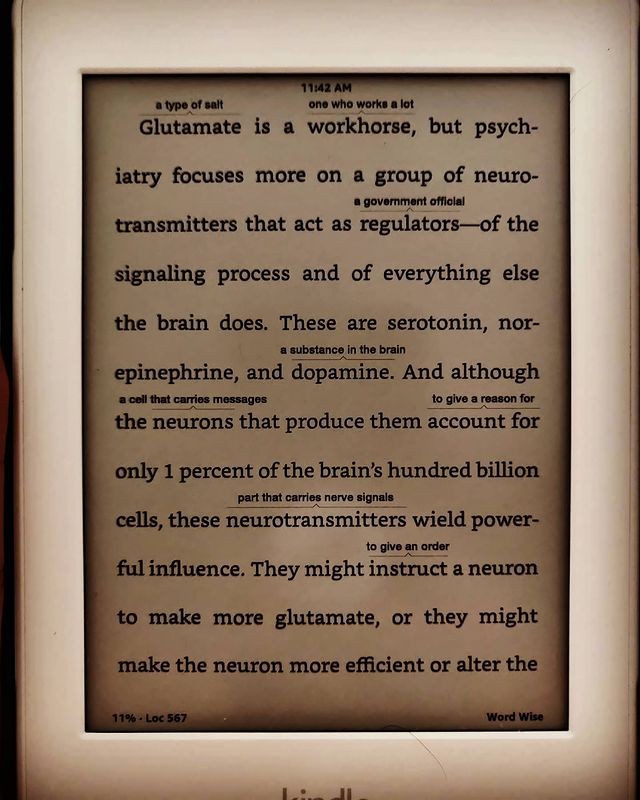 11:42 AM
a type of salt one who works a lot
Glutamate is a workhorse, but psych-
iatry focuses more on a group of neuro-
a government official
transmitters that act as regulators—of the
signaling process and of everything else
the brain does. These are serotonin, nor-
a substance in the brain
epinephrine, and dopamine. And although
a cell that carries messages to give a reason for
the neurons that produce them account for
only 1 percent of the brain's hundred billion
part that carries nerve signals
cells, these neurotransmitters wield power-
to give an order
ful influence. They might instruct a neuron
to make more glutamate, or they might
make the neuron more efficient or alter the
11% · Loc 567 Word Wise
kindle